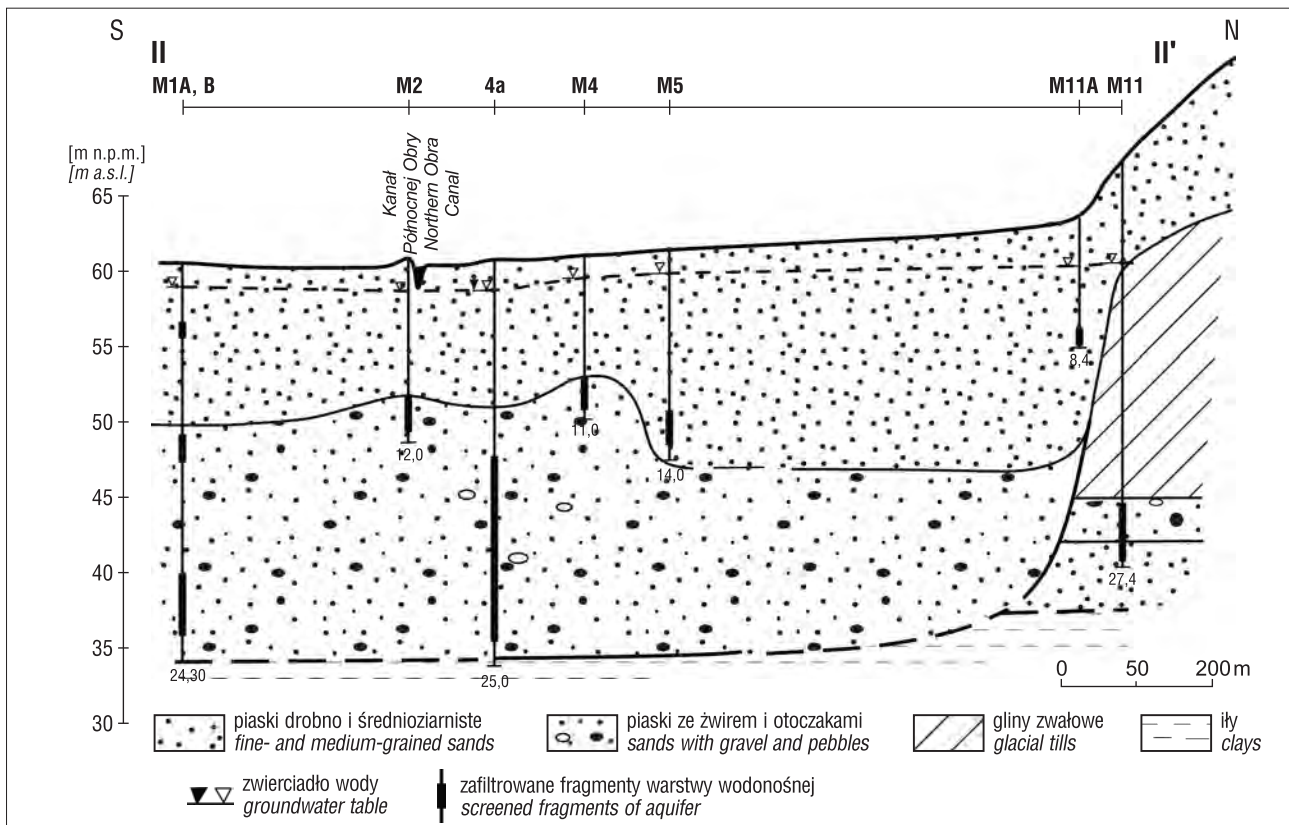 S N
II II'
M1A, B M2 4a M4 M5 M11A M11
Kanał
Północnej Obry
Northern Obra
Canal
[m n.p.m.]
[m a.s.l.]
65
60
55
50
45
40
35
30
8,4
12,0
11,0
14,0
27,4
24,30
25,0
0 50 200 m
piaski drobno i średnioziarniste
fine- and medium-grained sands
piaski ze żwirem i otoczakami
sands with gravel and pebbles
gliny zwałowe
glacial tills
iły
clays
zwierciadło wody
groundwater table
zafiltrowane fragmenty warstwy wodonośnej
screened fragments of aquifer